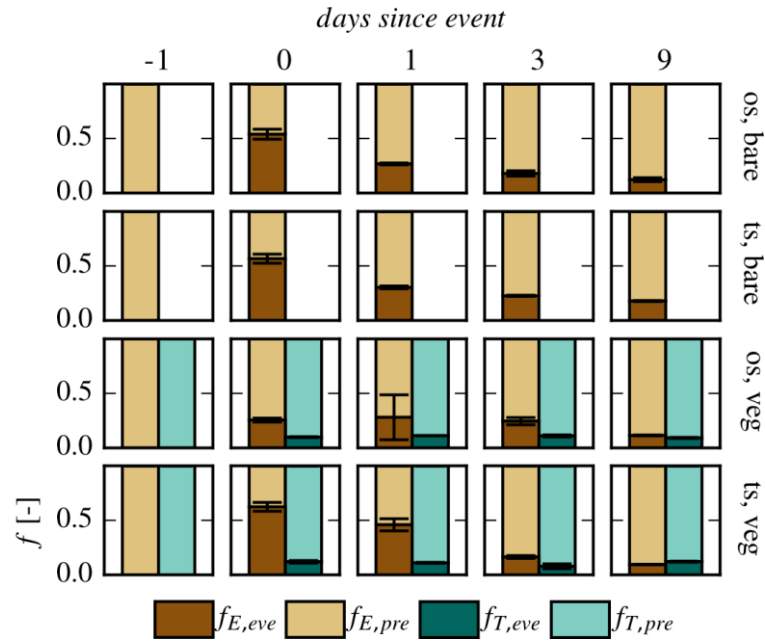 days since event
-1 0 1 3 9
0.5
0.0
os, bare
0.5
0.0
ts, bare
0.5
0.0
os, veg
0.5
0.0
ts, veg
f [-]
f_{E,eve} f_{E,pre} f_{T,eve} f_{T,pre}